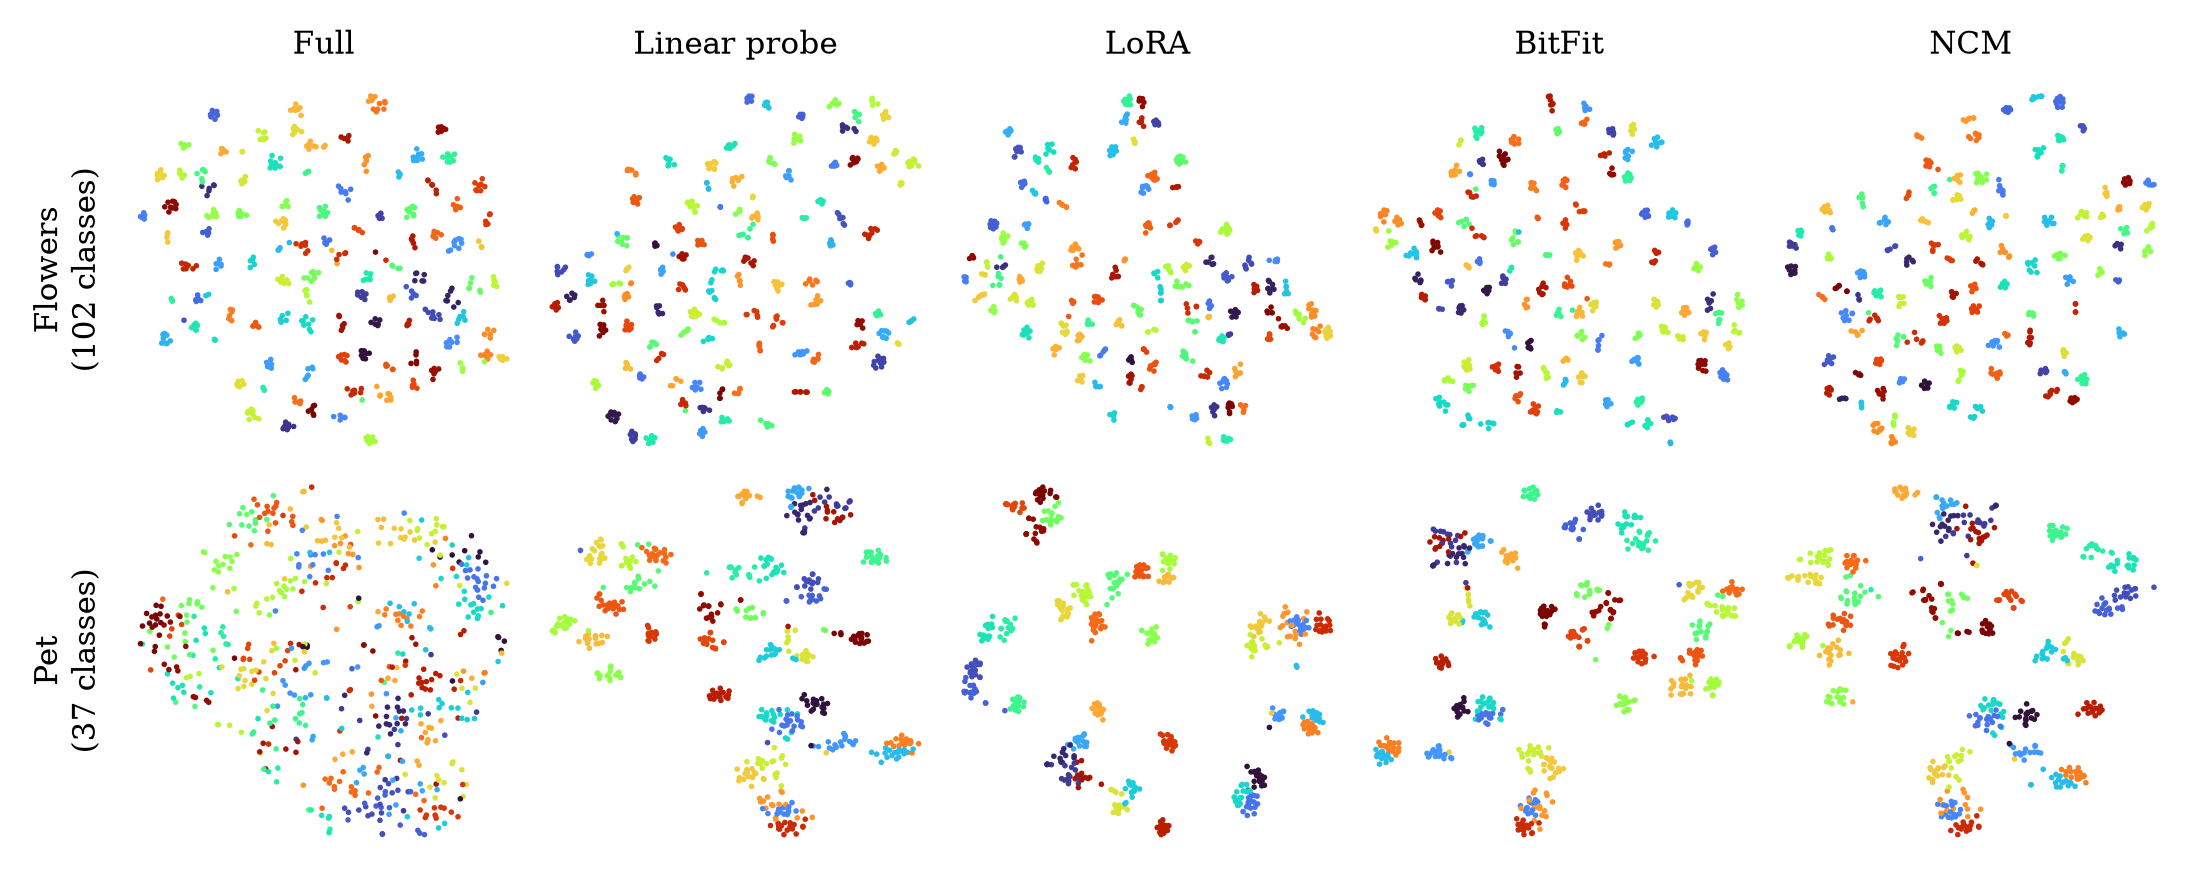 Full
Linear probe
LoRA
BitFit
NCM
Flowers
(102 classes)
Pet
(37 classes)